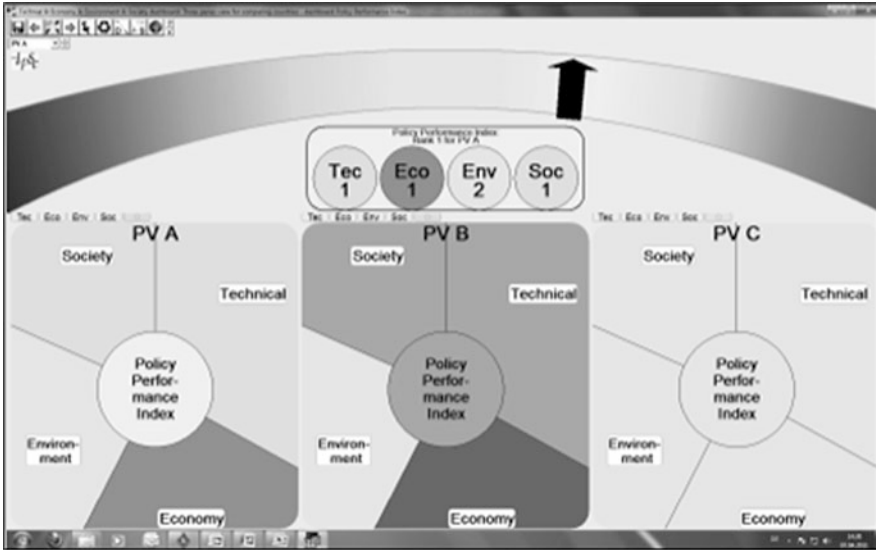 PV A
Policy Performance Index
Rank 1 for PV A
Tec
1
Eco
1
Env
2
Soc
1
Tec Eco Env Soc
Tec Eco Env Soc
Tec Eco Env Soc
PV A
Society
Technical
Policy
Perfor-
mance
Index
Environ-
ment
Economy
PV B
Society
Technical
Policy
Perfor-
mance
Index
Environ-
ment
Economy
PV C
Society
Technical
Policy
Perfor-
mance
Index
Environ-
ment
Economy